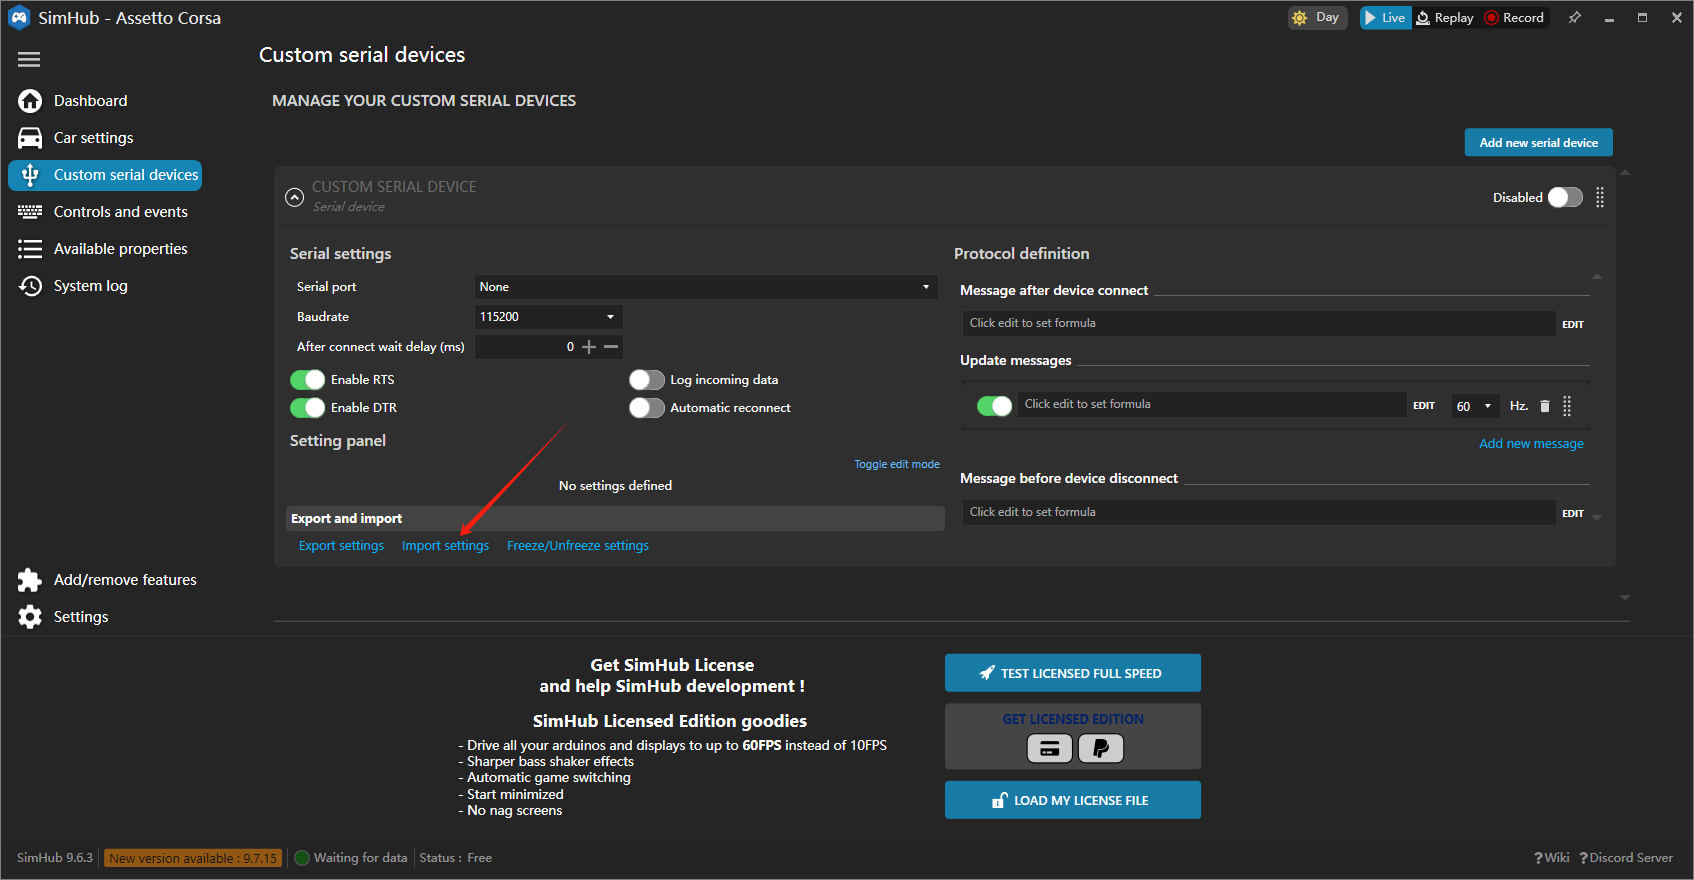 SimHub - Assetto Corsa
Day
Live
Replay
Record
Custom serial devices
Dashboard
Car settings
Custom serial devices
Controls and events
Available properties
System log
Add/remove features
Settings
MANAGE YOUR CUSTOM SERIAL DEVICES
Add new serial device
CUSTOM SERIAL DEVICE
Serial device
Disabled
Serial settings
Serial port
None
Baudrate
115200
After connect wait delay (ms)
0
Enable RTS
Log incoming data
Enable DTR
Automatic reconnect
Setting panel
Toggle edit mode
No settings defined
Export and import
Export settings
Import settings
Freeze/Unfreeze settings
Protocol definition
Message after device connect
Click edit to set formula
EDIT
Update messages
Click edit to set formula
EDIT
60
Hz.
Add new message
Message before device disconnect
Click edit to set formula
EDIT
Get SimHub License
and help SimHub development !
SimHub Licensed Edition goodies
- Drive all your arduinos and displays to up to 60FPS instead of 10FPS
- Sharper bass shaker effects
- Automatic game switching
- Start minimized
- No nag screens
TEST LICENSED FULL SPEED
GET LICENSED EDITION
LOAD MY LICENSE FILE
SimHub 9.6.3
New version available : 9.7.15
Waiting for data
Status : Free
?Wiki
?Discord Server